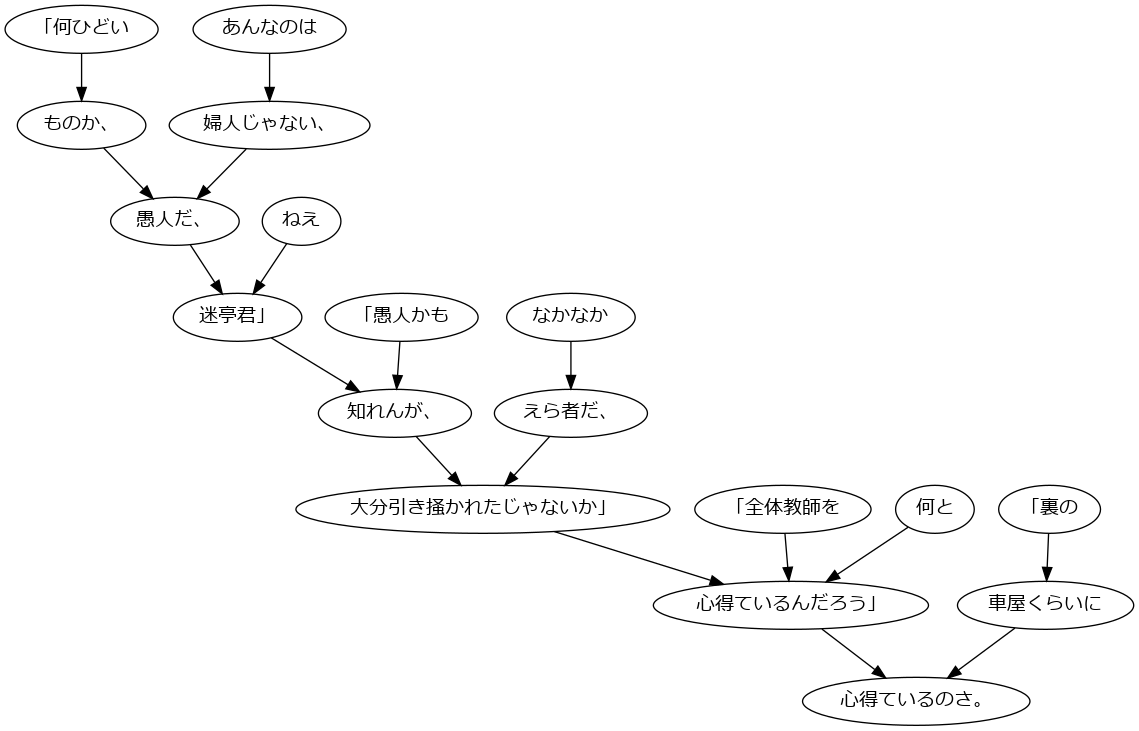 「何ひどい
あんなのは
ものか、
婦人じゃない、
愚人だ、
ねえ
迷亭君」
「愚人かも
なかなか
知れんが、
えら者だ、
大分引き掻かれたじゃないか」
「全体教師を
何と
「裏の
心得ているんだろう」
車屋くらいに
心得ているのさ。